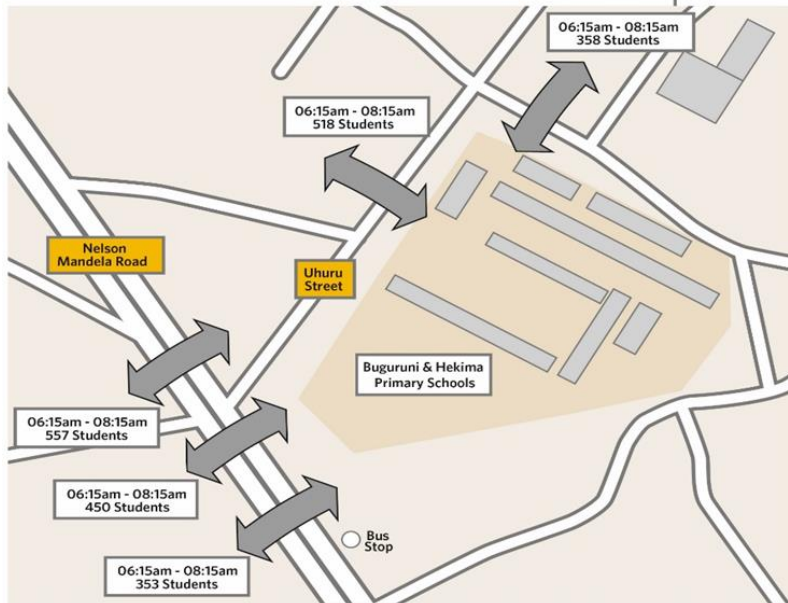 06:15am - 08:15am
358 Students
06:15am - 08:15am
518 Students
Nelson
Mandela Road
Uhuru
Street
Buguruni & Hekima
Primary Schools
06:15am - 08:15am
557 Students
06:15am - 08:15am
450 Students
Bus
Stop
06:15am - 08:15am
353 Students